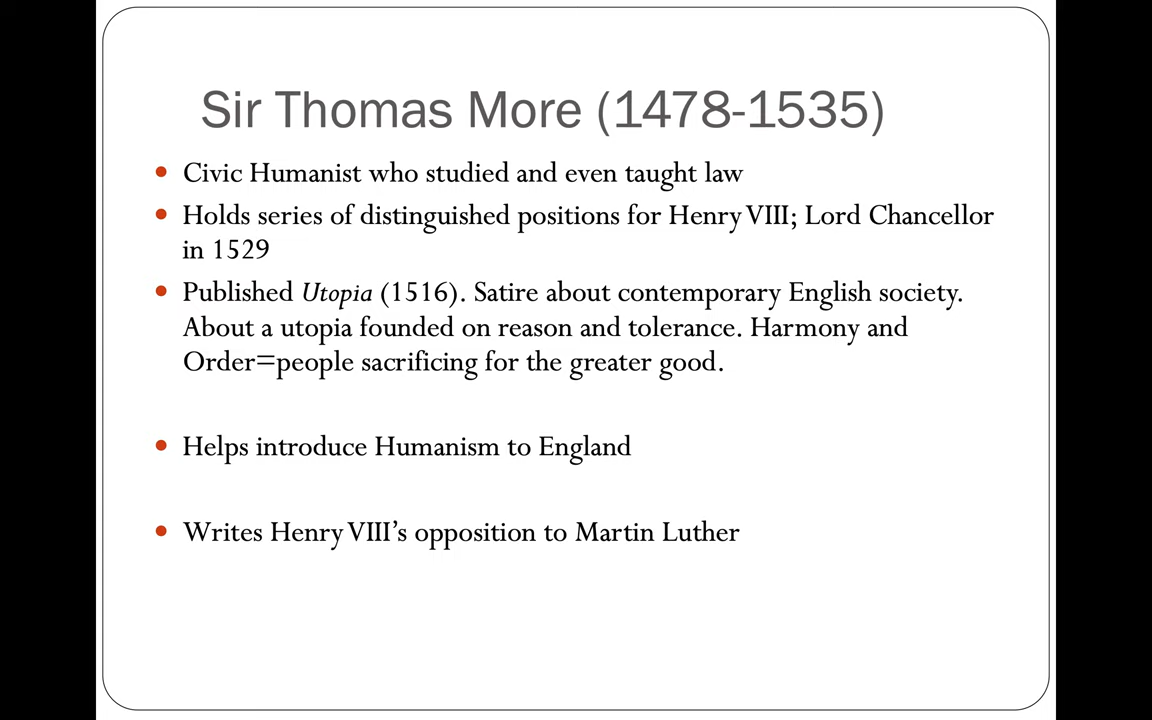 Sir Thomas More (1478-1535)
• Civic Humanist who studied and even taught law
• Holds series of distinguished positions for Henry VIII; Lord Chancellor
in 1529
• Published Utopia (1516). Satire about contemporary English society.
About a utopia founded on reason and tolerance. Harmony and
Order=people sacrificing for the greater good.
• Helps introduce Humanism to England
• Writes Henry VIII’s opposition to Martin Luther